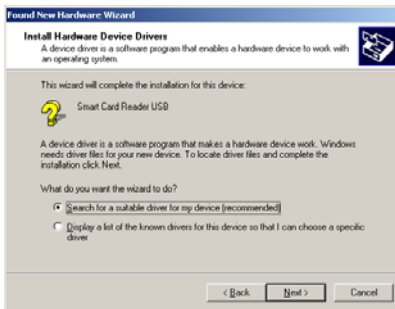 Found New Hardware Wizard
Install Hardware Device Drivers
A device driver is a software program that enables a hardware device to work with
an operating system.
This wizard will complete the installation for this device:
Smart Card Reader USB
A device driver is a software program that makes a hardware device work. Windows
needs driver files for your new device. To locate driver files and complete the
installation click Next.
What do you want the wizard to do?
Search for a suitable driver for my device (recommended)
Display a list of the known drivers for this device so that I can choose a specific
driver
< Back
Next >
Cancel